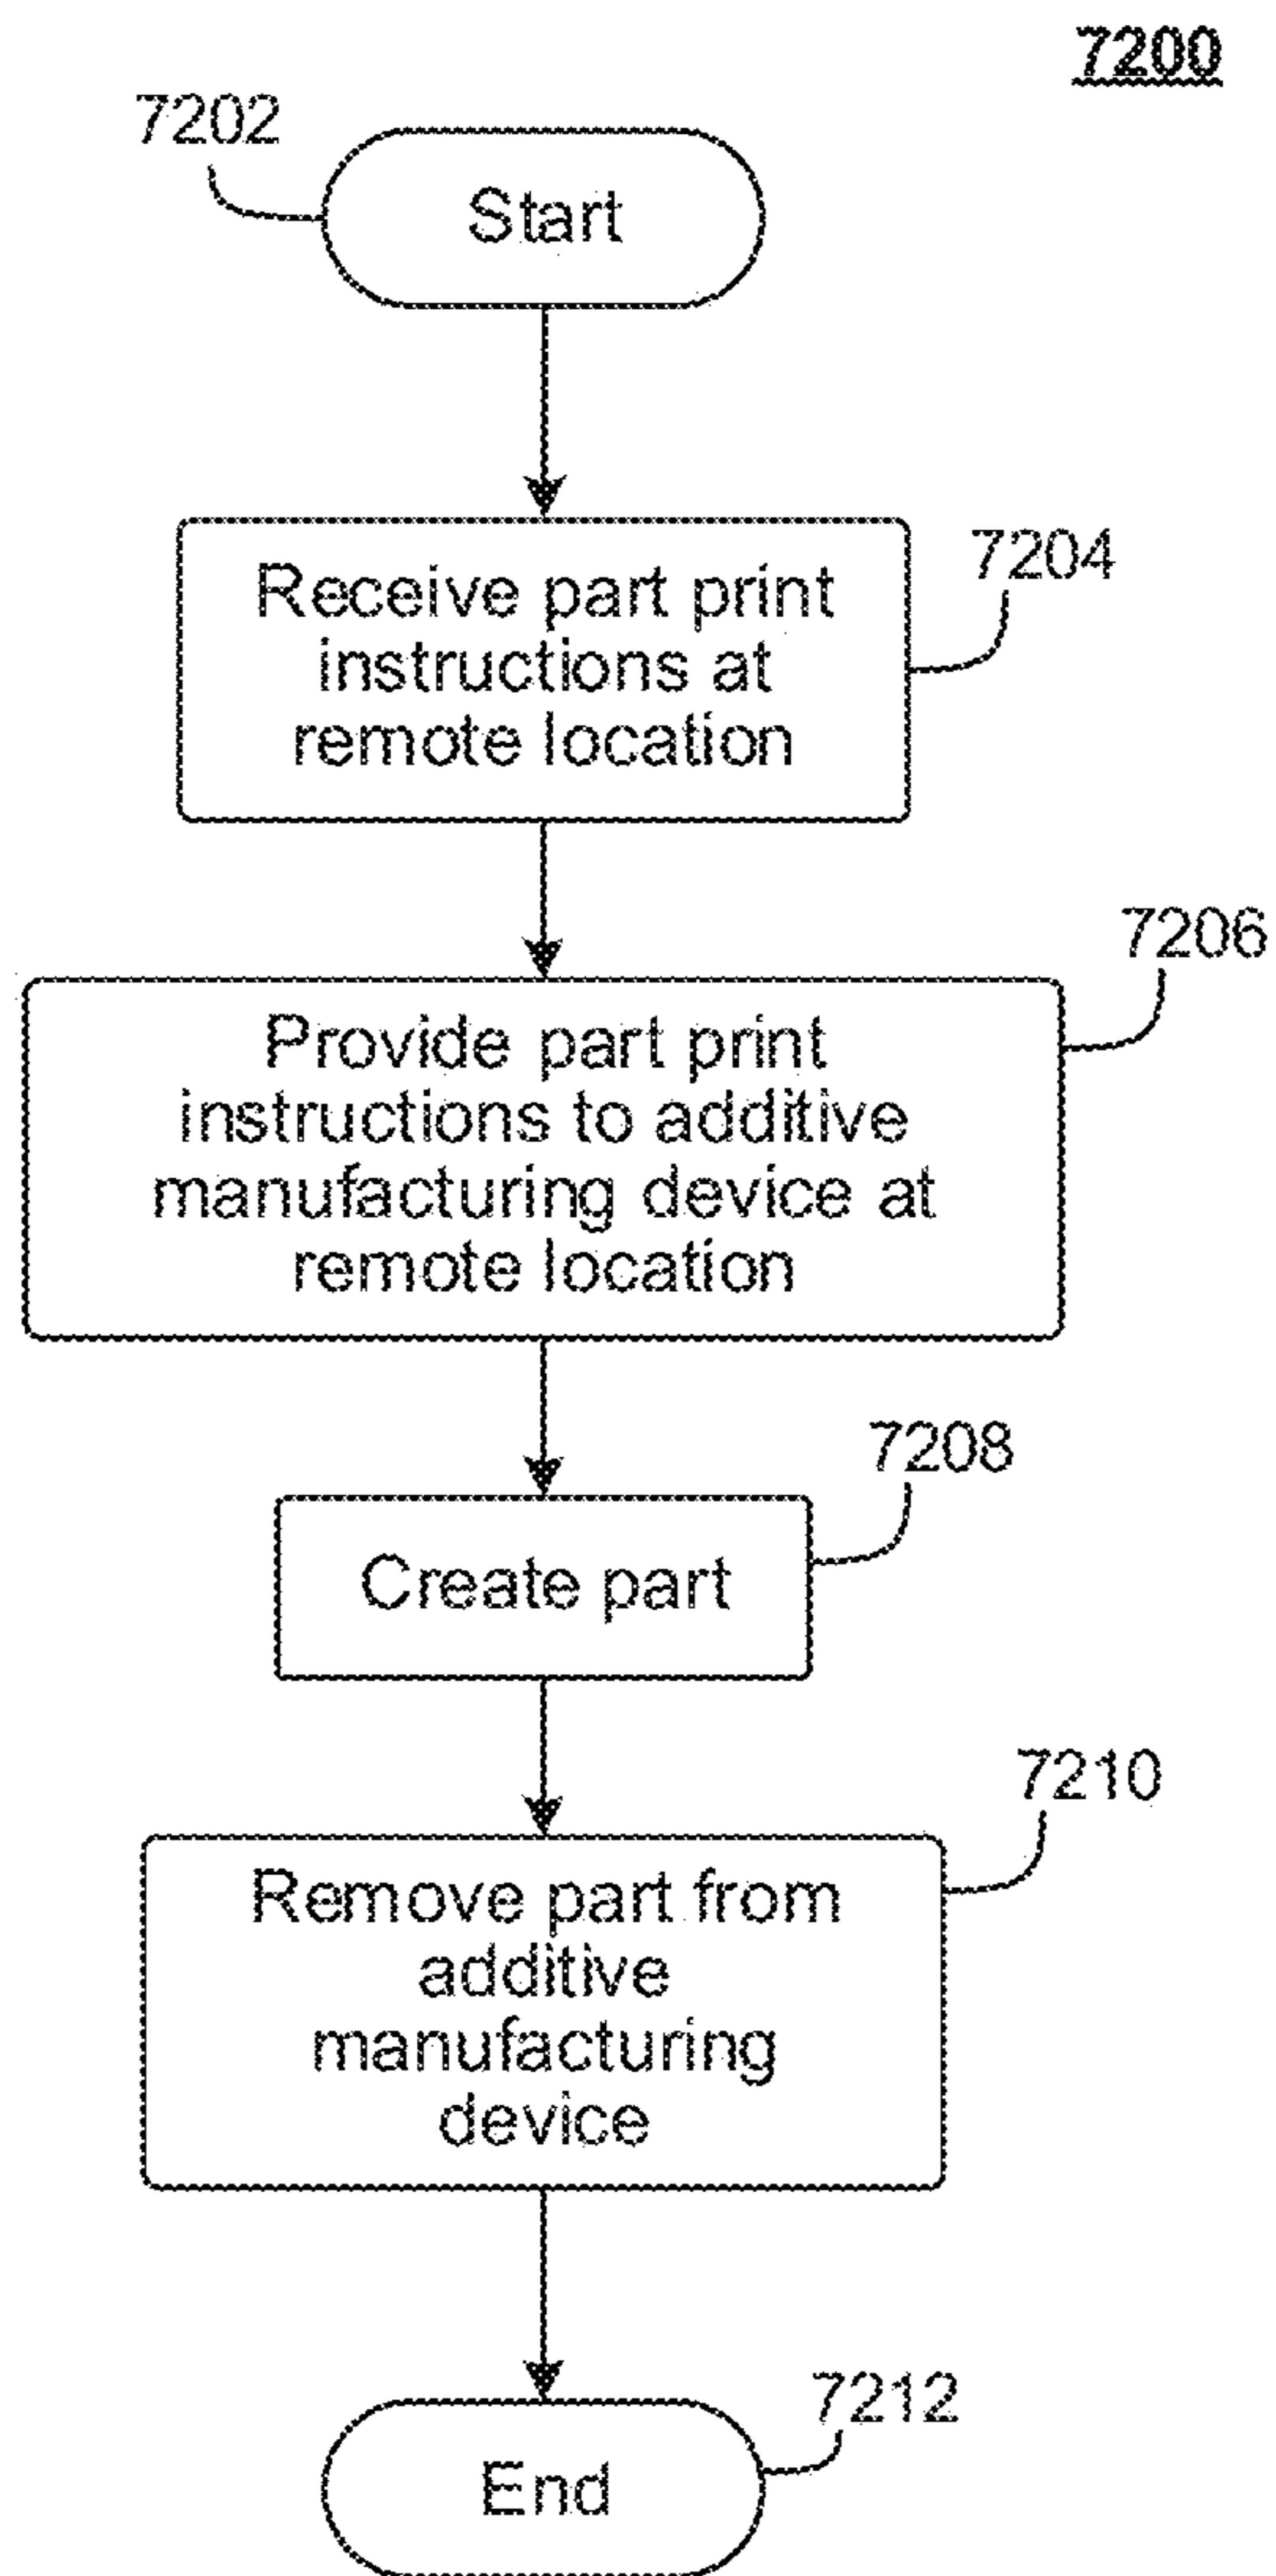 7200
7202
Start
7204
Receive part print
instructions at
remote location
7206
Provide part print
instructions to additive
manufacturing device at
remote location
7208
Create part
7210
Remove part from
additive
manufacturing
device
7212
End